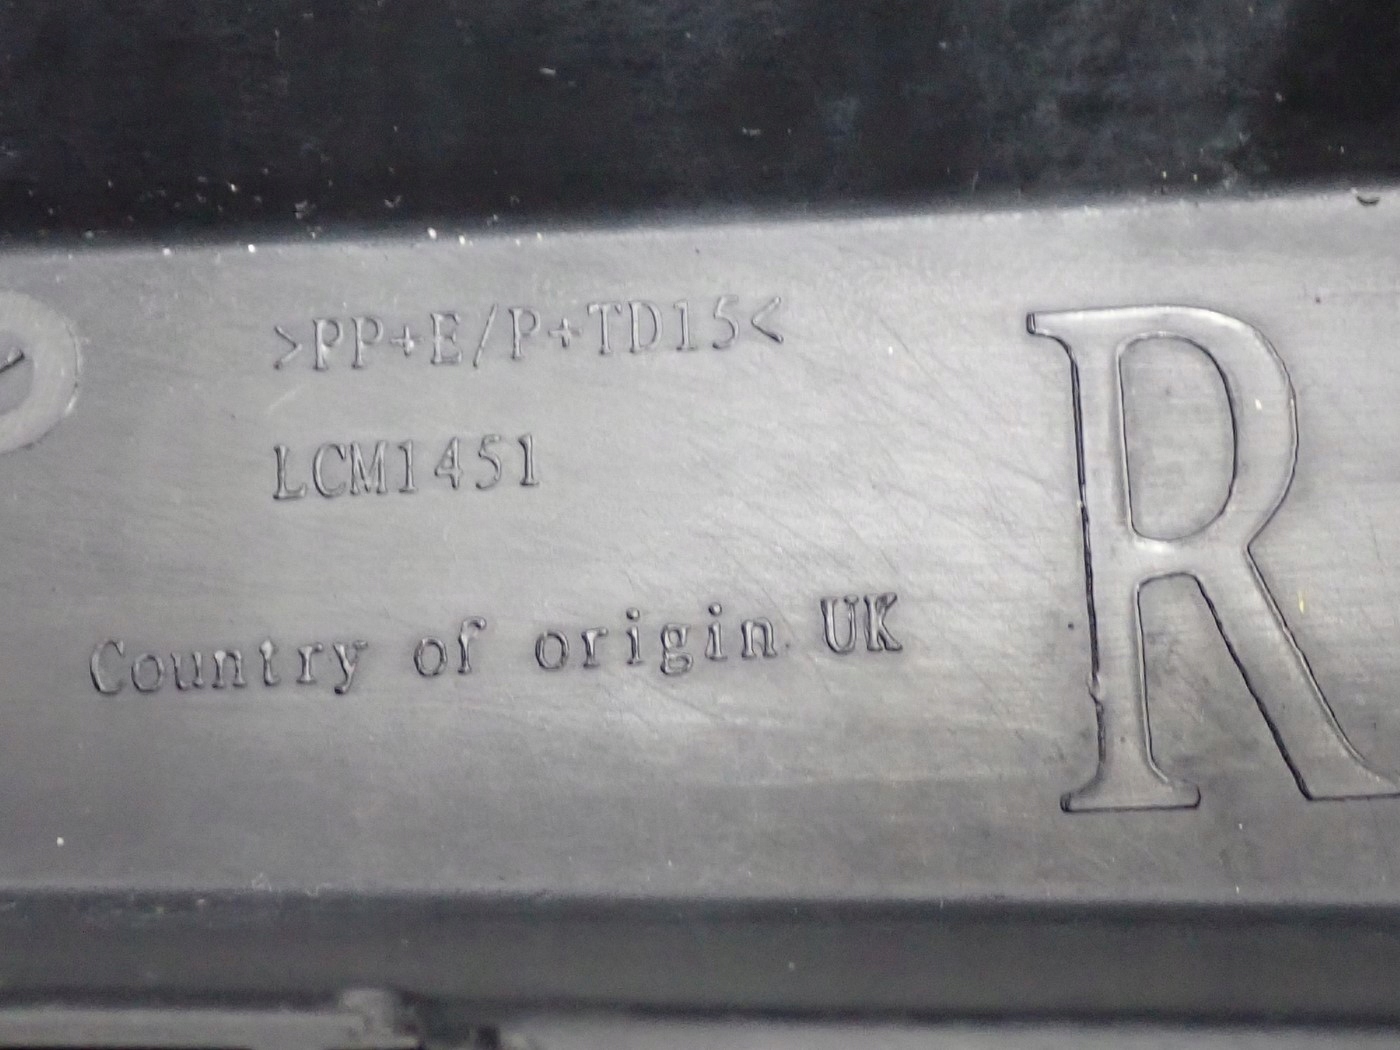 >PP+E/P+TD15<
LCM1451
Country of origin UK
R